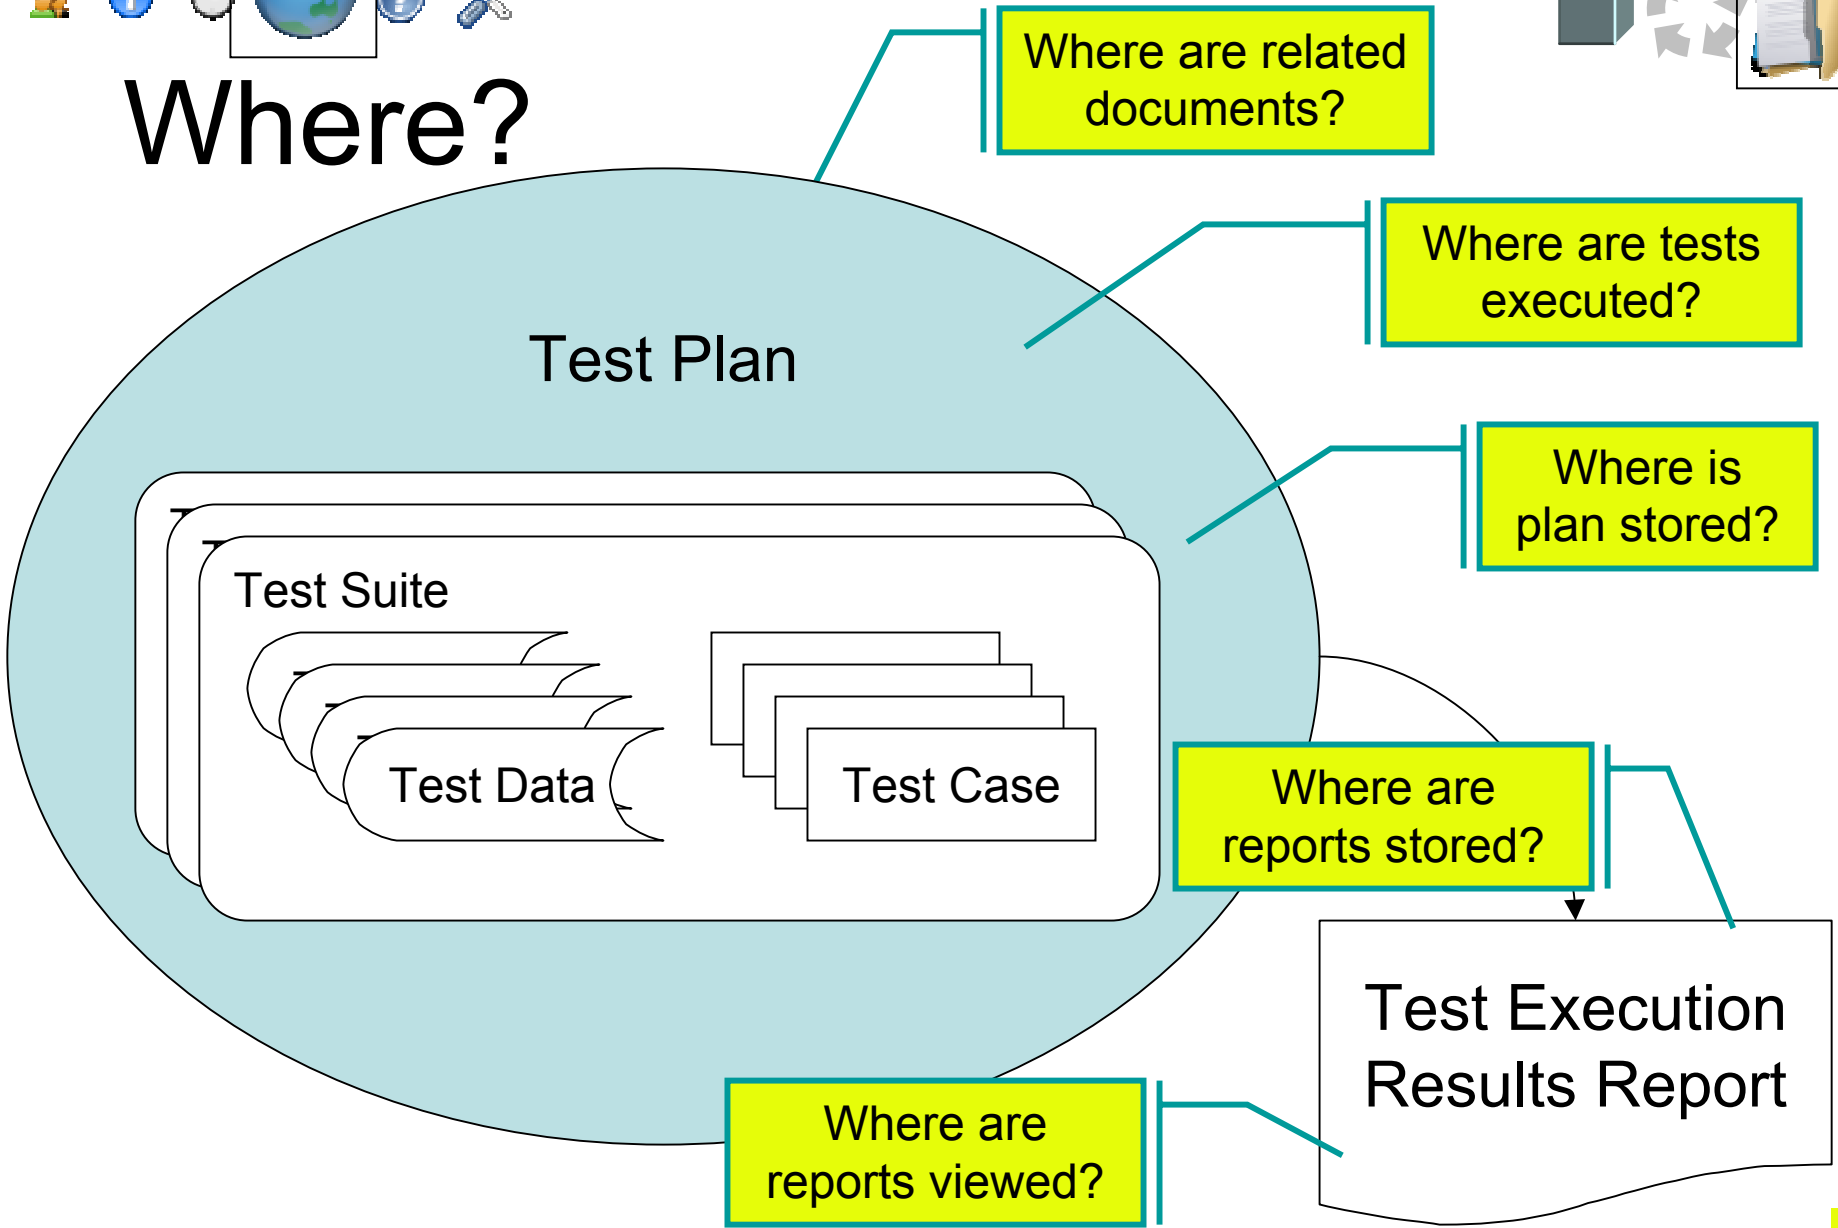 Where?
Where are related
documents?
Where are tests
executed?
Test Plan
Where is
plan stored?
Test Suite
Test Data
Test Case
Where are
reports stored?
Test Execution
Results Report
Where are
reports viewed?